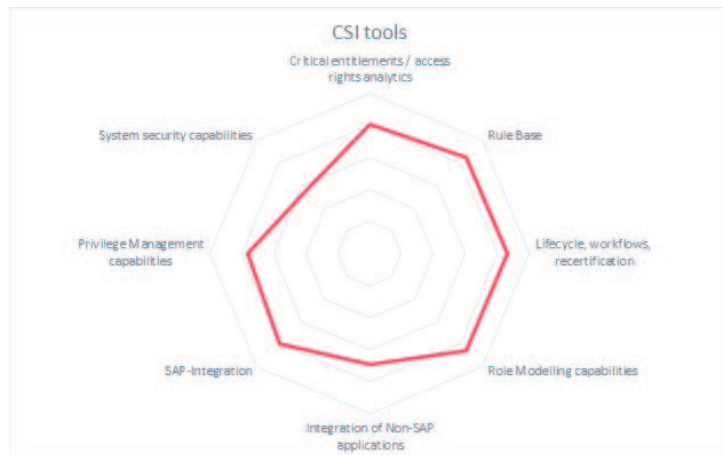 CSI tools
Critical entitlements / access
rights analytics
System security capabilities
Rule Base
Privilege Management
capabilities
Lifecycle, workflows,
recertification
SAP-Integration
Role Modelling capabilities
Integration of Non-SAP
applications